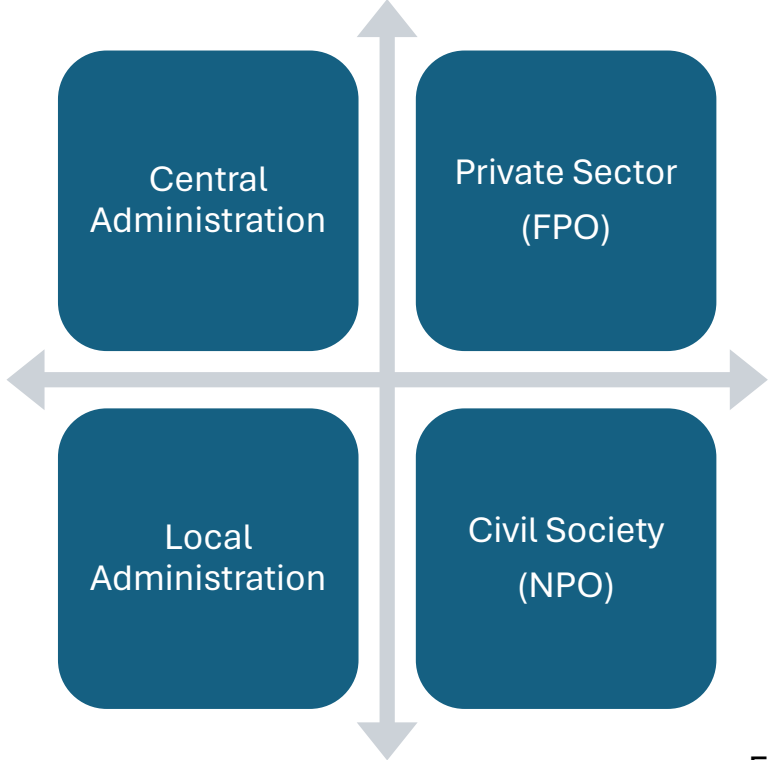 Central
Administration
Private Sector
(FPO)
Local
Administration
Civil Society
(NPO)